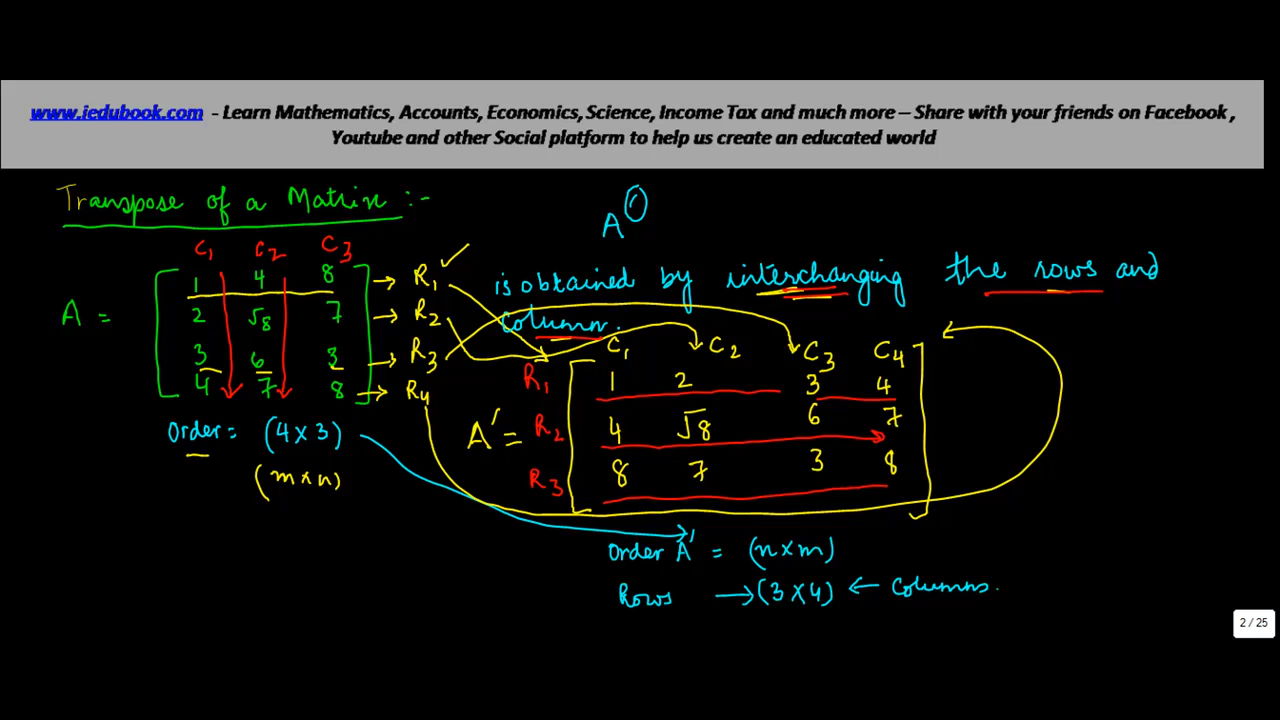 www.iedubook.com - Learn Mathematics, Accounts, Economics, Science, Income Tax and much more – Share with your friends on Facebook,
Youtube and other Social platform to help us create an educated world
Transpose of a Matrix :-
A'
is obtained by interchanging the rows and
column.
C1 C2 C3
A =
1 4 8 → R1 ✓
2 √8 7 → R2
3 6 3 → R3
4 7 8 → R4
Order = (4×3)
(m×n)
C1 C2 C3 C4
A' =
R1 1 2 3 4
R2 4 √8 6 7
R3 8 7 3 8
Order A' = (n×m)
Rows → (3×4) ← Columns.
2 / 25